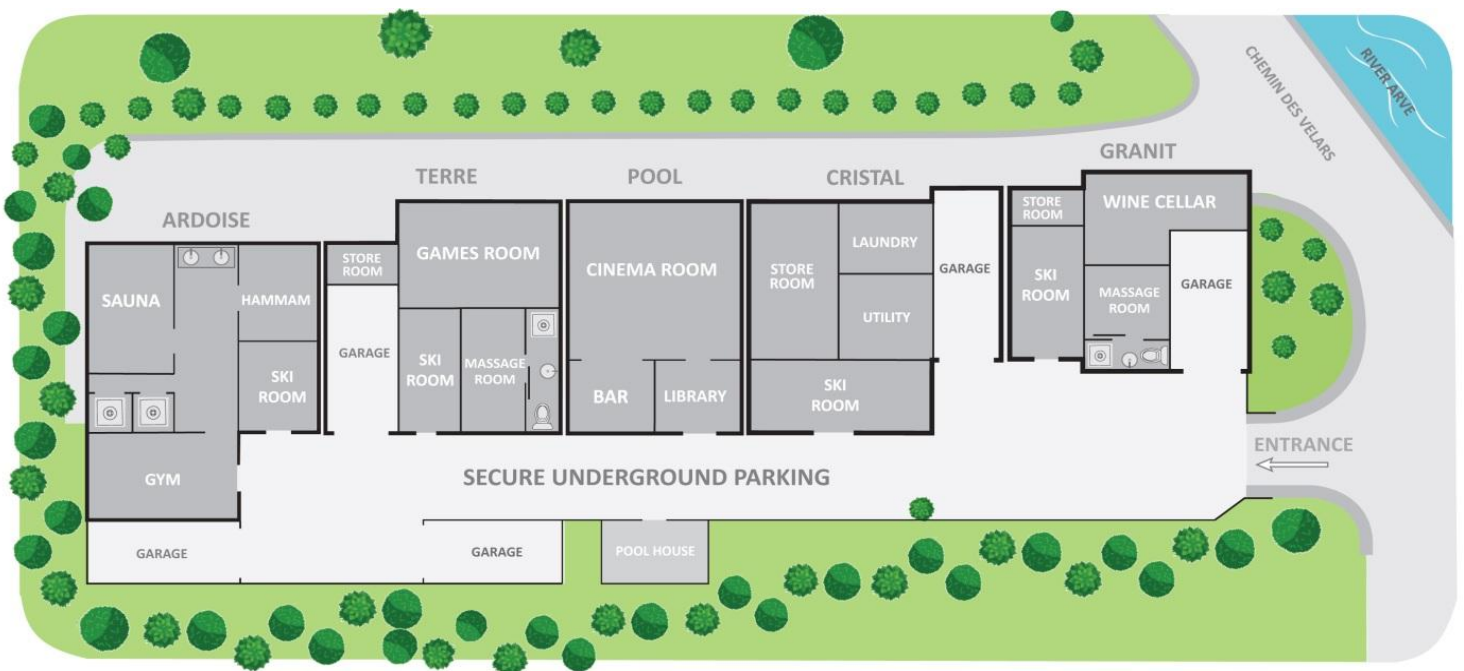 RIVER ARVE
CHEMIN DES VELARS
GRANIT
TERRE
POOL
CRISTAL
ARDOISE
SAUNA
HAMMAM
SKI
ROOM
GYM
STORE
ROOM
GAMES ROOM
GARAGE
SKI
ROOM
MASSAGE
ROOM
CINEMA ROOM
BAR
LIBRARY
STORE
ROOM
LAUNDRY
UTILITY
GARAGE
SKI
ROOM
STORE
ROOM
WINE CELLAR
SKI
ROOM
MASSAGE
ROOM
GARAGE
ENTRANCE
SECURE UNDERGROUND PARKING
GARAGE
GARAGE
POOL HOUSE